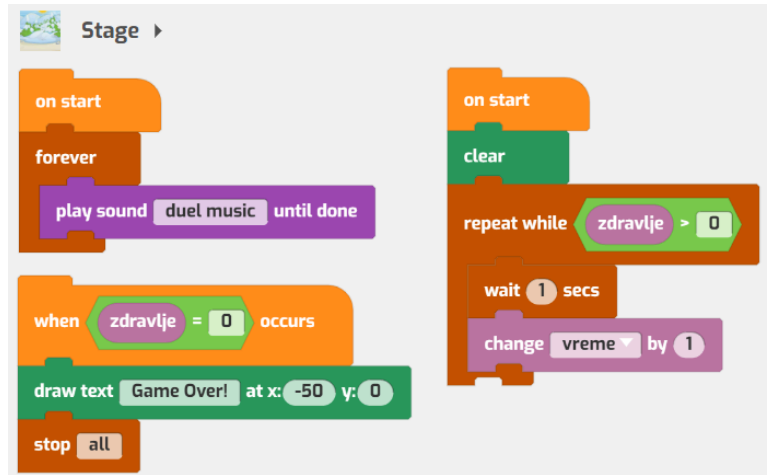 Stage
on start
forever
play sound duel music until done
when zdravlje = 0 occurs
draw text Game Over! at x: -50 y: 0
stop all
on start
clear
repeat while zdravlje > 0
wait 1 secs
change vreme by 1